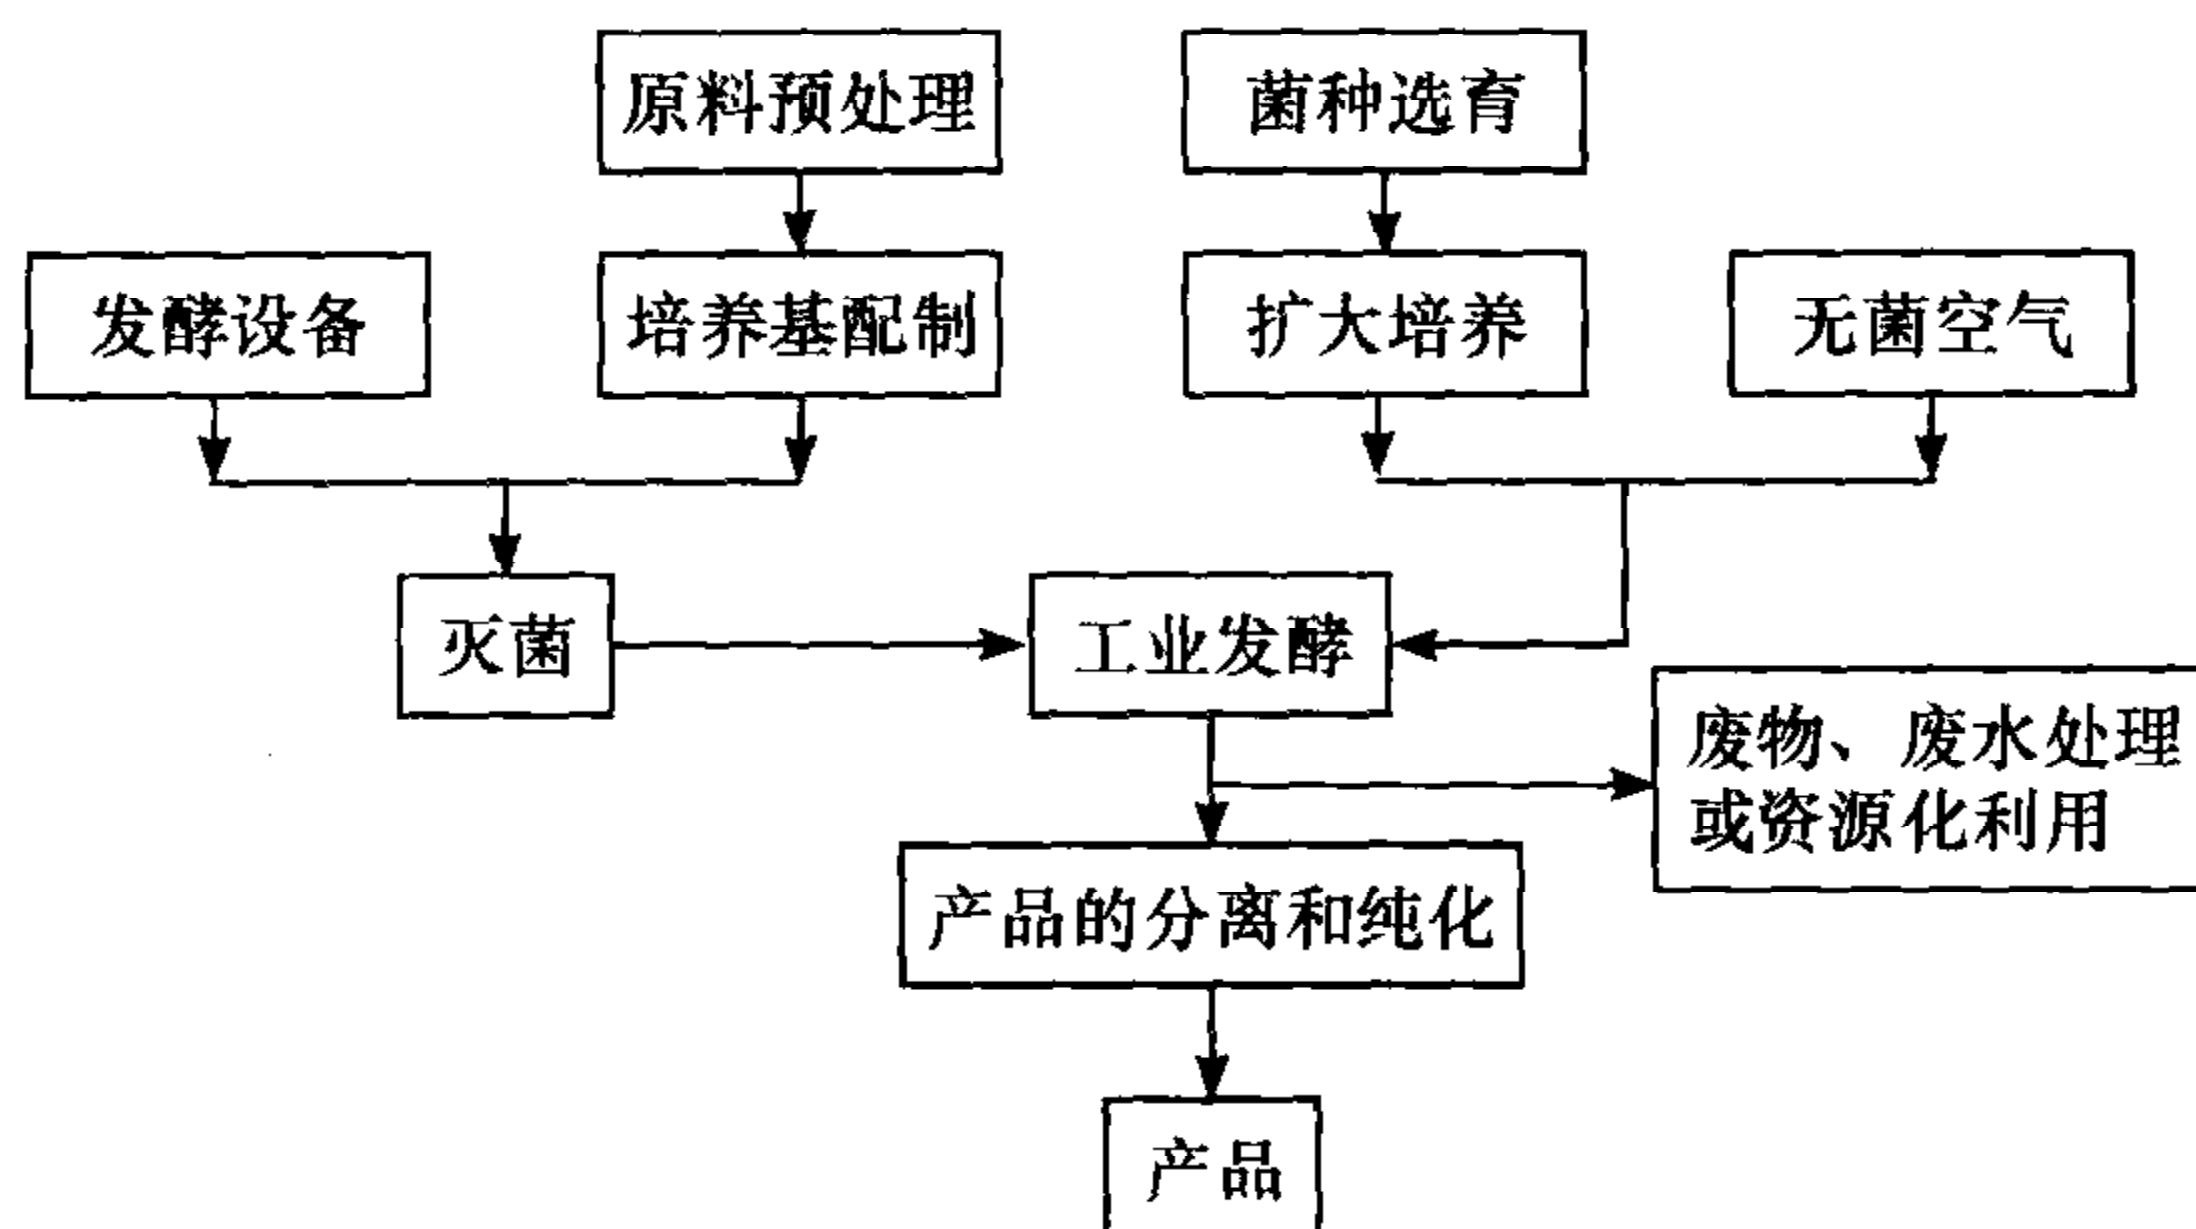 原料预处理
菌种选育
发酵设备
培养基配制
扩大培养
无菌空气
灭菌
工业发酵
废物、废水处理
或资源化利用
产品的分离和纯化
产品